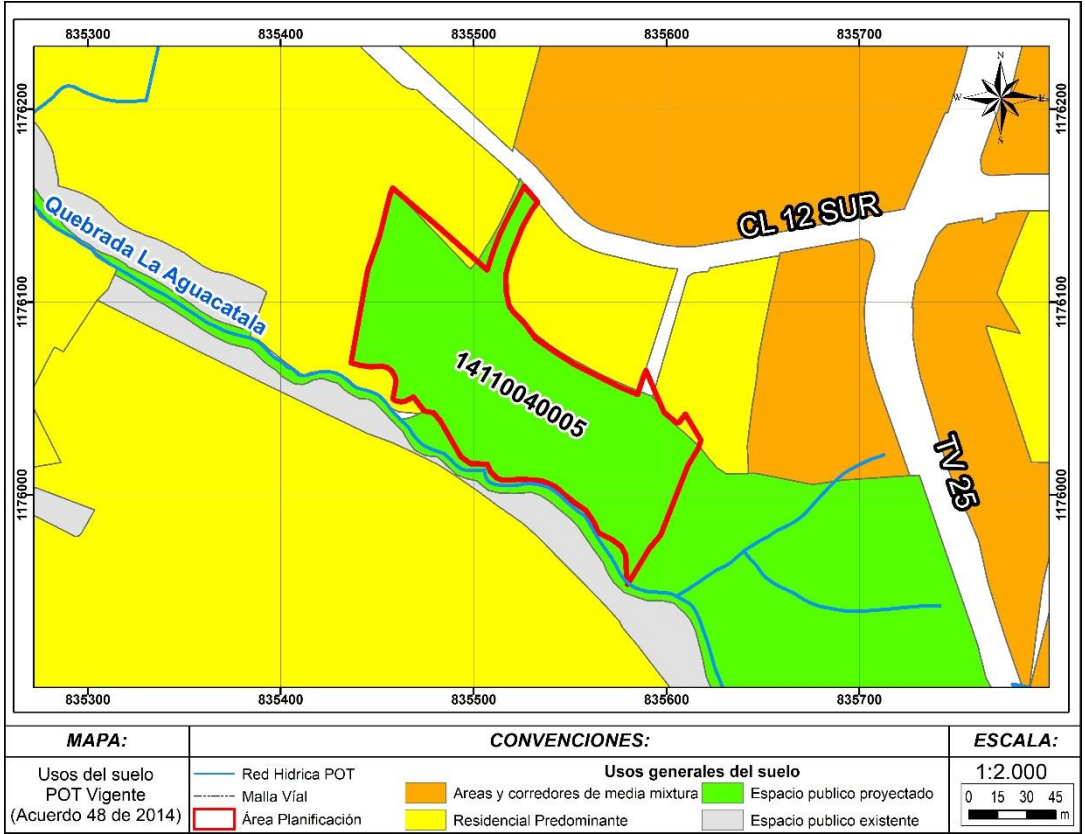 835300 835400 835500 835600 835700
N
W E
S
1176200 1176200
Quebrada La Aguacatala
CL 12 SUR
1176100 1176100
14110040005
TV 25
1176000 1176000
835300 835400 835500 835600 835700
MAPA: CONVENCIONES: ESCALA:
Usos del suelo
POT Vigente
(Acuerdo 48 de 2014)
Red Hidrica POT
Malla Víal
Área Planificación
Usos generales del suelo
Areas y corredores de media mixtura Espacio publico proyectado
Residencial Predominante Espacio publico existente
1:2.000
0 15 30 45
m